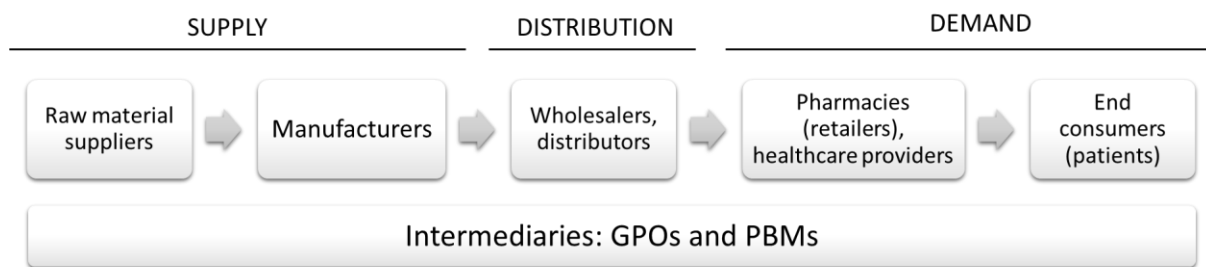 SUPPLY
DISTRIBUTION
DEMAND
Raw material
suppliers
Manufacturers
Wholesalers,
distributors
Pharmacies
(retailers),
healthcare providers
End
consumers
(patients)
Intermediaries: GPOs and PBMs